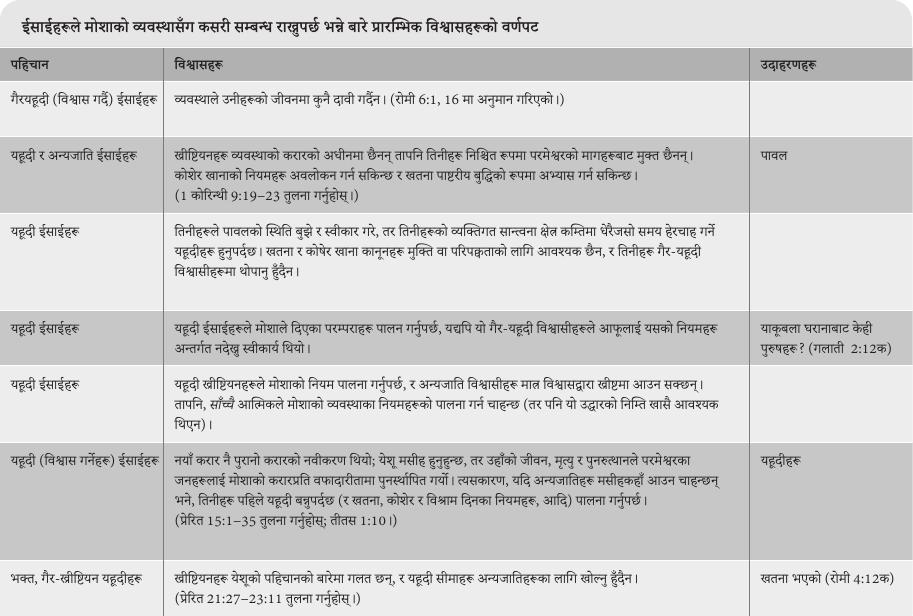 ईसाईहरूले मोशाको व्यवस्थासँग कसरी सम्बन्ध राख्नुपर्छ भन्ने बारे प्रारम्भिक विश्वासहरूको वर्णपट
पहिचान विश्वासहरू उदाहरणहरू
गैरयहूदी (विश्वास गर्दै) ईसाईहरू व्यवस्थाले उनीहरूको जीवनमा कुनै दावी गर्दैन। (रोमी 6:1, 16 मा अनुमान गरिएको।)
यहूदी र अन्यजाति ईसाईहरू ख्रीष्टियनहरू व्यवस्थाको करारको अधीनमा छैनन् तापनि तिनीहरू निश्चित रूपमा परमेश्वरको मागहरूबाट मुक्त छैनन्। पावल
कोशेर खानाको नियमहरू अवलोकन गर्न सकिन्छ र खतना पाष्टरीय बुद्धिको रूपमा अभ्यास गर्न सकिन्छ।
(1 कोरिन्थी 9:19–23 तुलना गर्नुहोस्।)
यहूदी ईसाईहरू तिनीहरूले पावलको स्थिति बुझे र स्वीकार गरे, तर तिनीहरूको व्यक्तिगत सान्त्वना क्षेत्र कम्तिमा धेरैजसो समय हेरचाह गर्ने
यहूदीहरू हुनुपर्दछ। खतना र कोषेर खाना कानूनहरू मुक्ति वा परिपक्वताको लागि आवश्यक छैन, र तिनीहरू गैर-यहूदी
विश्वासीहरूमा थोपानु हुँदैन।
यहूदी ईसाईहरू यहूदी ईसाईहरूले मोशाले दिएका परम्पराहरू पालन गर्नुपर्छ, यद्यपि यो गैर-यहूदी विश्वासीहरूले आफूलाई यसको नियमहरू याकूबला घरानाबाट केही
अन्तर्गत नदेख्नु स्वीकार्य थियो। पुरुषहरू? (गलाती 2:12क)
यहूदी ईसाईहरू यहूदी ख्रीष्टियनहरूले मोशाको नियम पालना गर्नुपर्छ, र अन्यजाति विश्वासीहरू मात्र विश्वासद्वारा ख्रीष्टमा आउन सक्छन्।
तापनि, साँच्चै आत्मिकले मोशाको व्यवस्थाका नियमहरूको पालना गर्न चाहन्छ (तर पनि यो उद्धारको निम्ति खासै आवश्यक
थिएन)।
यहूदी (विश्वास गर्नेहरू) ईसाईहरू नयाँ करार नै पुरानो करारको नवीकरण थियो; येशू मसीह हुनुहुन्छ, तर उहाँको जीवन, मृत्यु र पुनरुत्थानले परमेश्वरका यहूदीहरू
जनहरूलाई मोशाको करारप्रति वफादारीतामा पुनर्स्थापित गर्यो। त्यसकारण, यदि अन्यजातिहरू मसीहकहाँ आउन चाहन्छन्
भने, तिनीहरू पहिले यहूदी बन्नुपर्दछ (र खतना, कोशेर र विश्राम दिनका नियमहरू, आदि) पालना गर्नुपर्छ।
(प्रेरित 15:1–35 तुलना गर्नुहोस्; तीतस 1:10।)
भक्त, गैर-ख्रीष्टियन यहूदीहरू ख्रीष्टियनहरू येशूको पहिचानको बारेमा गलत छन्, र यहूदी सीमाहरू अन्यजातिहरूका लागि खोल्नु हुँदैन। खतना भएको (रोमी 4:12क)
(प्रेरित 21:27–23:11 तुलना गर्नुहोस्।)